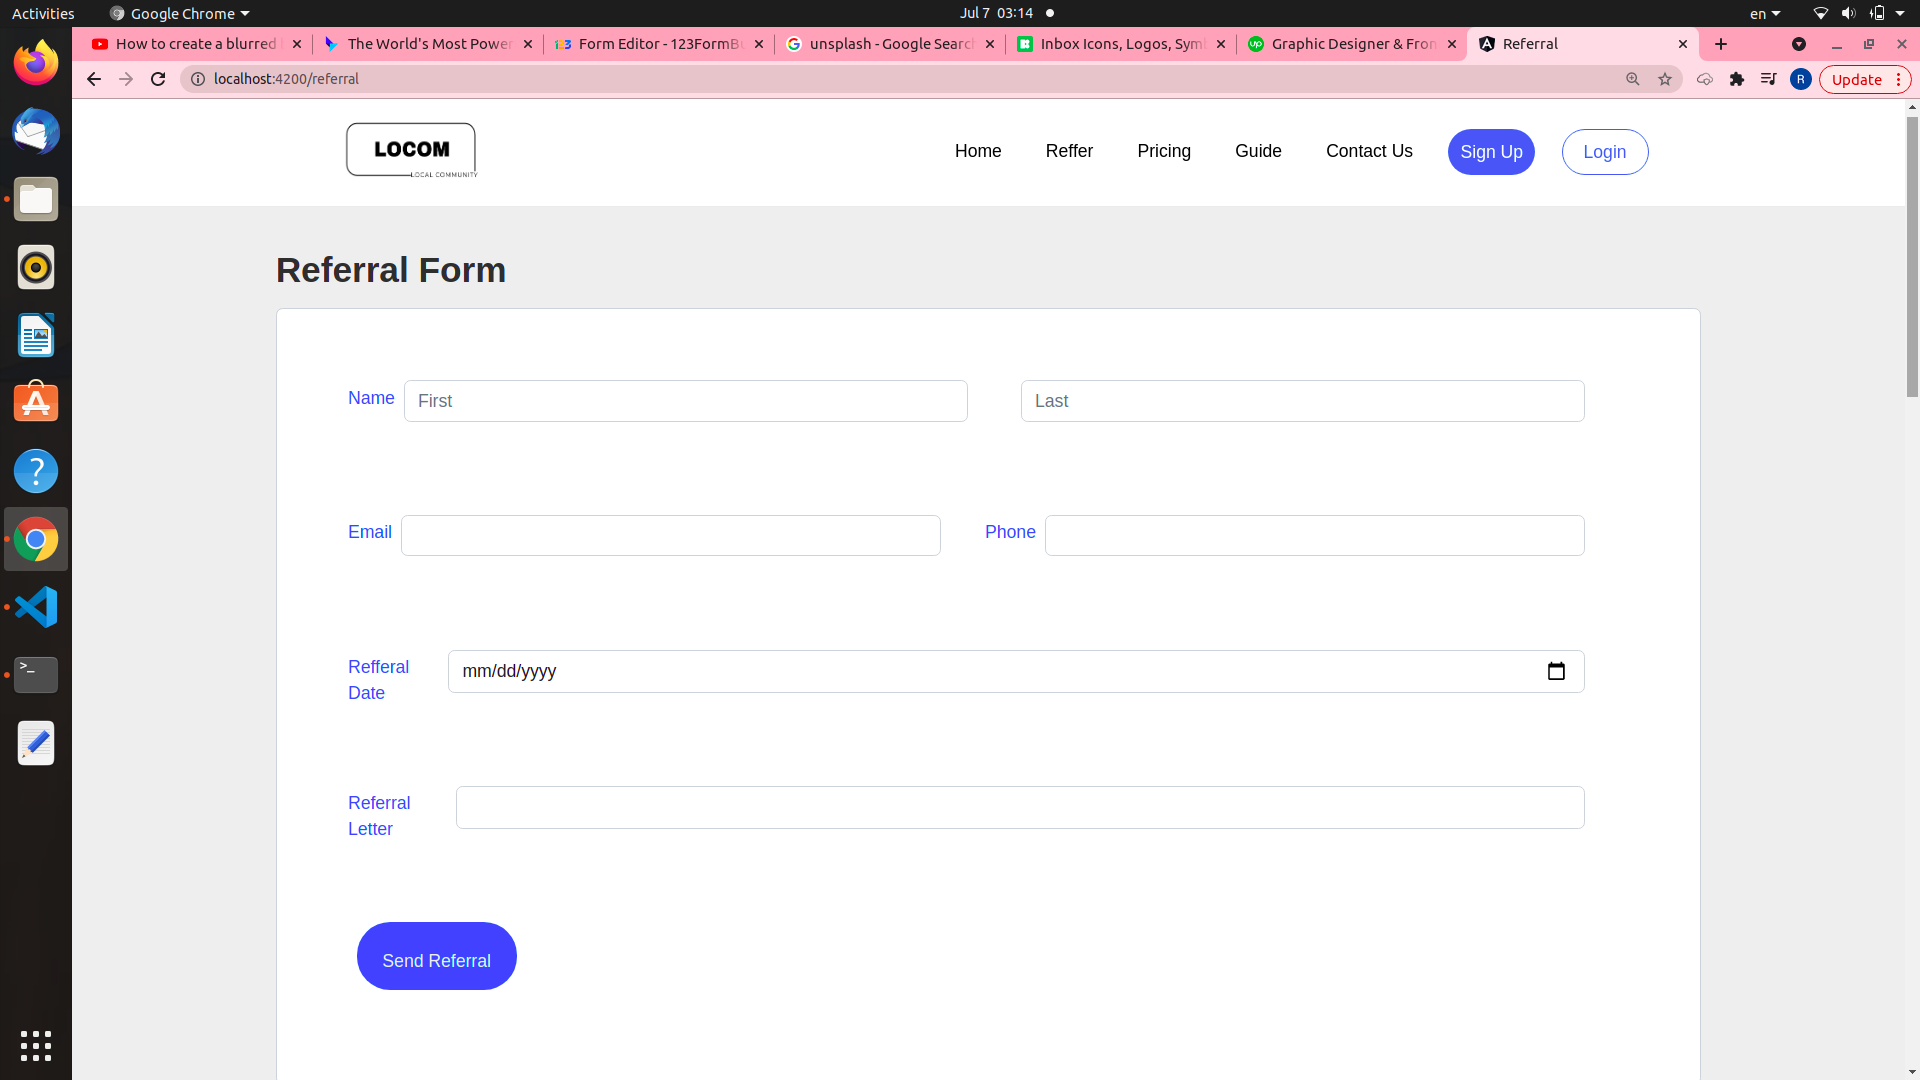 Activities
Google Chrome
Jul 7 03:14
en
How to create a blurred
The World's Most Power
Form Editor - 123FormBu
unsplash - Google Search
Inbox Icons, Logos, Symb
Graphic Designer & Fron
Referral
localhost:4200/referral
R
Update
LOCOM
LOCAL COMMUNITY
Home
Reffer
Pricing
Guide
Contact Us
Sign Up
Login
Referral Form
Name
First
Last
Email
Phone
Refferal
Date
mm/dd/yyyy
Referral
Letter
Send Referral